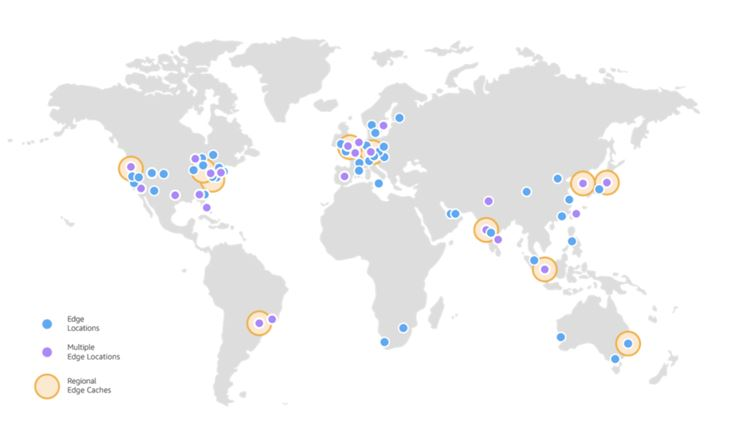 Edge
Locations
Multiple
Edge Locations
Regional
Edge Caches